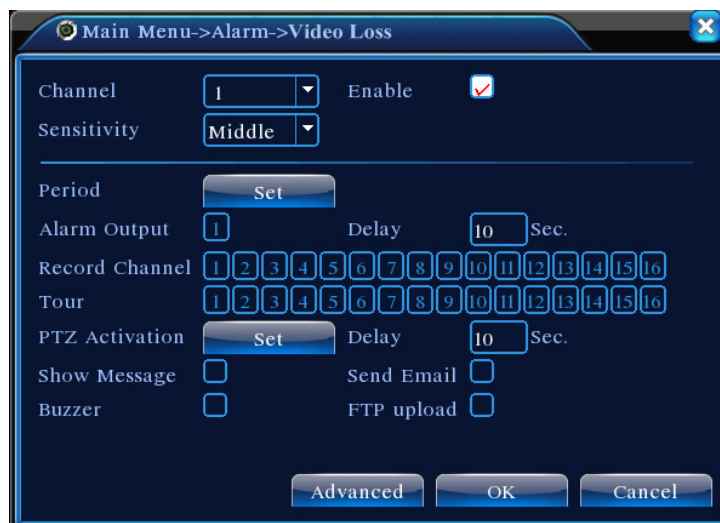 Main Menu->Alarm->Video Loss
Channel 1 Enable
Sensitivity Middle
Period Set
Alarm Output 1 Delay 10 Sec.
Record Channel 1 2 3 4 5 6 7 8 9 10 11 12 13 14 15 16
Tour 1 2 3 4 5 6 7 8 9 10 11 12 13 14 15 16
PTZ Activation Set Delay 10 Sec.
Show Message Send Email
Buzzer FTP upload
Advanced OK Cancel